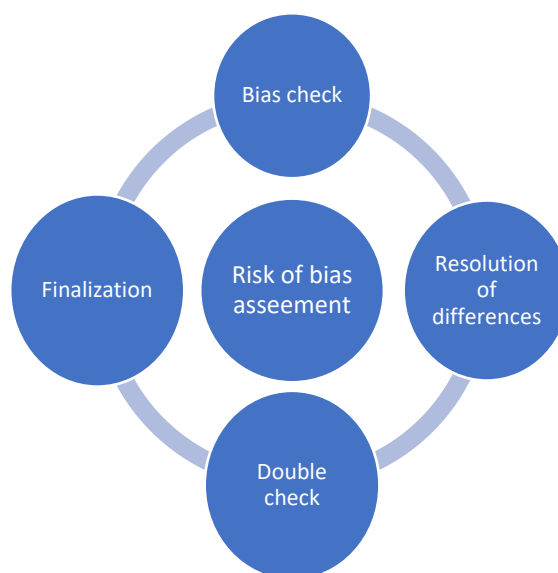 Bias check
Risk of bias
asseement
Resolution
of
differences
Finalization
Double
check